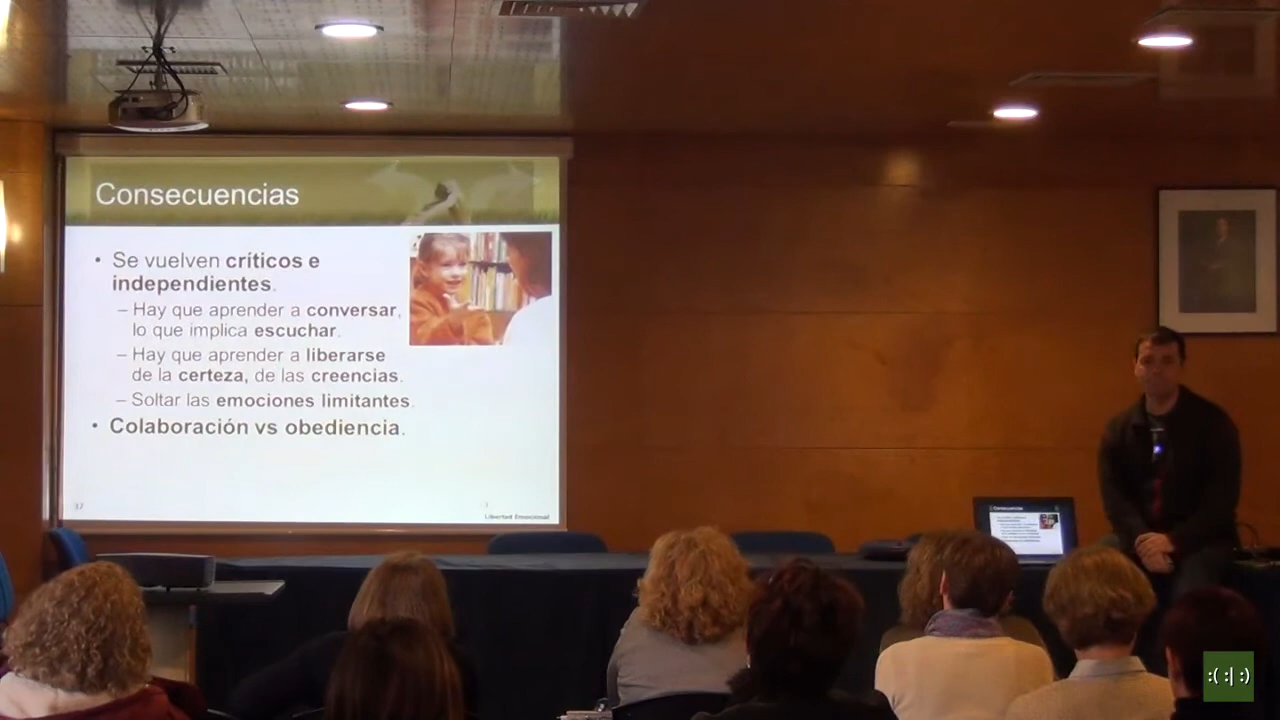 Consecuencias
• Se vuelven críticos e
independientes.
– Hay que aprender a conversar,
lo que implica escuchar.
– Hay que aprender a liberarse
de la certeza, de las creencias.
– Soltar las emociones limitantes.
• Colaboración vs obediencia.
37
Libertad Emocional
Consecuencias
:( :| :)